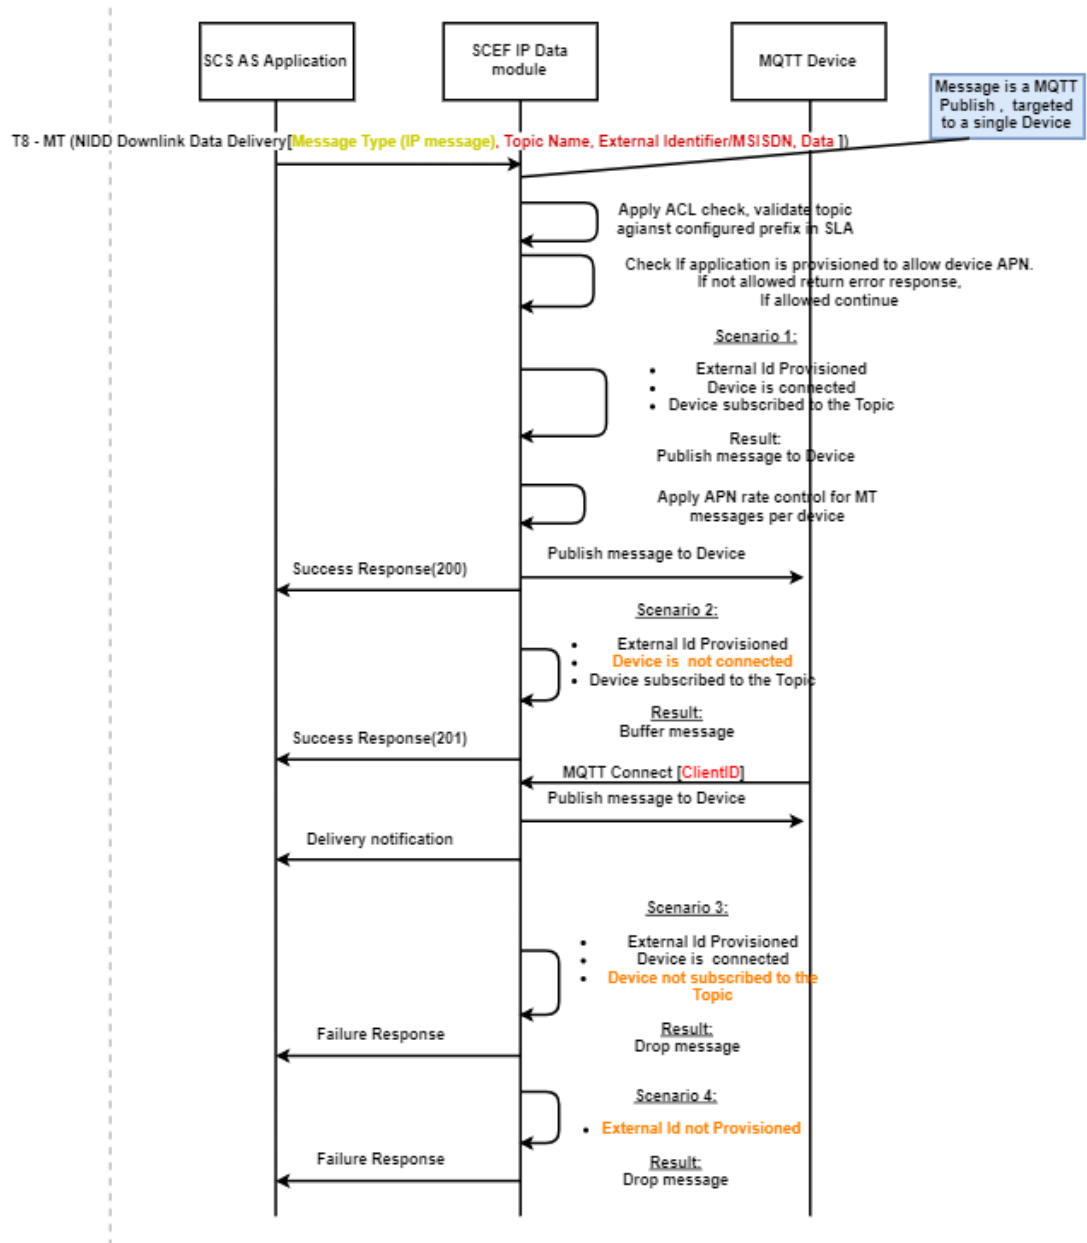 SCS AS Application
SCEF IP Data
module
MQTT Device
Message is a MQTT
Publish , targeted
to a single Device
T8 - MT (NIDD Downlink Data Delivery[Message Type (IP message), Topic Name, External Identifier/MSISDN, Data ])
Apply ACL check, validate topic
agianst configured prefix in SLA
Check If application is provisioned to allow device APN.
If not allowed return error response,
If allowed continue
Scenario 1:
• External Id Provisioned
• Device is connected
• Device subscribed to the Topic
Result:
Publish message to Device
Apply APN rate control for MT
messages per device
Publish message to Device
Success Response(200)
Scenario 2:
• External Id Provisioned
• Device is not connected
• Device subscribed to the Topic
Result:
Buffer message
Success Response(201)
MQTT Connect [ClientID]
Publish message to Device
Delivery notification
Scenario 3:
• External Id Provisioned
• Device is connected
• Device not subscribed to the
Topic
Result:
Drop message
Failure Response
Scenario 4:
• External Id not Provisioned
Result:
Drop message
Failure Response